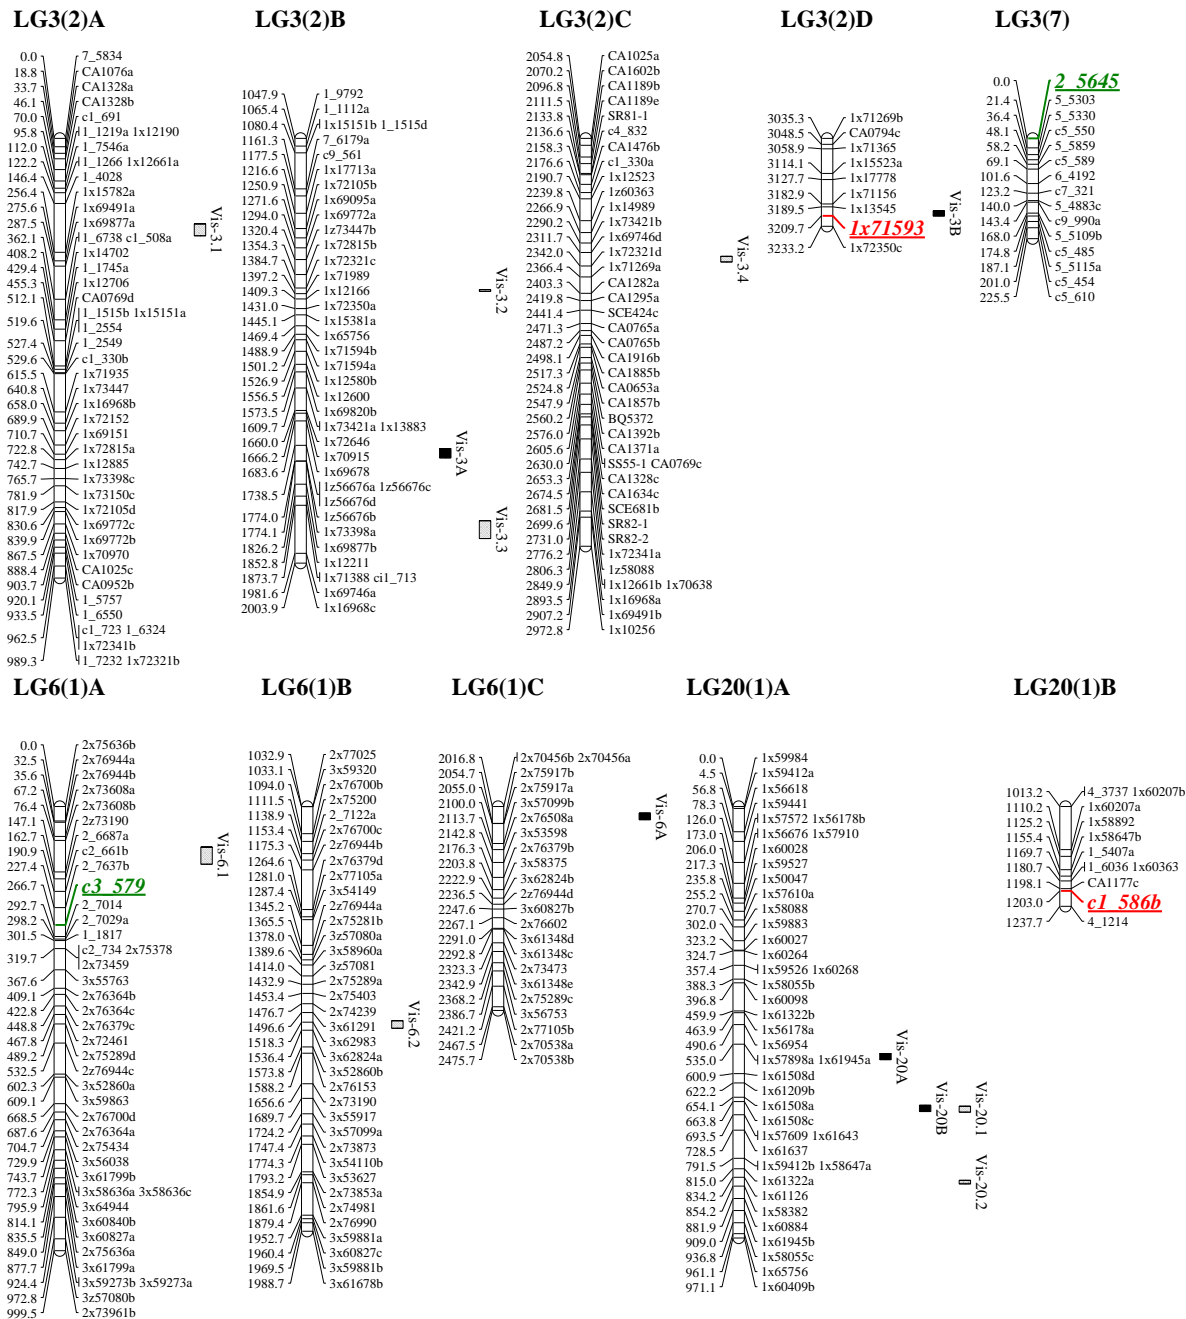 LG3(2)A
0.0 7_5834
18.8 CA1076a
33.7 CA1328a
46.1 CA1328b
70.0 c1_691
95.8 1_1219a 1x12190
112.0 1_7546a
122.2 1_1266 1x12661a
146.4 1_4028
256.4 1x15782a
275.6 1x69491a
287.5 1x69877a
362.1 1_6738 c1_508a
408.2 1x14702
429.4 1_1745a
455.3 1x12706
512.1 CA0769d
519.6 1_1515b 1x15151a
1_2554
527.4 1_2549
529.6 c1_330b
615.5 1x71935
640.8 1x73447
658.0 1x16968b
689.9 1x72152
710.7 1x69151
722.8 1x72815a
742.7 1x12885
765.7 1x73398c
781.9 1x73150c
817.9 1x72105d
830.6 1x69772c
839.9 1x69772b
867.5 1x70970
888.4 CA1025c
903.7 CA0952b
920.1 1_5757
933.5 1_6550
962.5 c1_723 1_6324
1x72341b
989.3 1_7232 1x72321b
Vis-3.1
LG3(2)B
1047.9 1_9792
1065.4 1_1112a
1080.4 1x15151b 1_1515d
1161.3 7_6179a
1177.5 c9_561
1216.6 1x17713a
1250.9 1x72105b
1271.6 1x69095a
1294.0 1x69772a
1320.4 1z73447b
1354.3 1x72815b
1384.7 1x72321c
1397.2 1x71989
1409.3 1x12166
1431.0 1x72350a
1445.1 1x15381a
1469.4 1x65756
1488.9 1x71594b
1501.2 1x71594a
1526.9 1x12580b
1556.5 1x12600
1573.5 1x69820b
1609.7 1x73421a 1x13883
1660.0 1x72646
1666.2 1x70915
1683.6 1x69678
1738.5 1z56676a 1z56676c
1z56676d
1774.0 1z56676b
1774.1 1x73398a
1826.2 1x69877b
1852.8 1x12211
1873.7 1x71388 ci1_713
1981.6 1x69746a
2003.9 1x16968c
Vis-3.2
Vis-3A
Vis-3.3
LG3(2)C
2054.8 CA1025a
2070.2 CA1602b
2096.8 CA1189b
2111.5 CA1189e
2133.8 SR81-1
2136.6 c4_832
2158.3 CA1476b
2176.6 c1_330a
2190.7 1x12523
2239.8 1z60363
2266.9 1x14989
2290.2 1x73421b
2311.7 1x69746d
2342.0 1x72321d
2366.4 1x71269a
2403.3 CA1282a
2419.8 CA1295a
2441.4 SCE424c
2471.3 CA0765a
2487.2 CA0765b
2498.1 CA1916b
2517.3 CA1885b
2524.8 CA0653a
2547.9 CA1857b
2560.2 BQ5372
2576.0 CA1392b
2605.6 CA1371a
2630.0 SS55-1 CA0769c
2653.3 CA1328c
2674.5 CA1634c
2681.5 SCE681b
2699.6 SR82-1
2731.0 SR82-2
2776.2 1x72341a
2806.3 1z58088
2849.9 1x12661b 1x70638
2893.5 1x16968a
2907.2 1x69491b
2972.8 1x10256
Vis-3.4
LG3(2)D
3035.3 1x71269b
3048.5 CA0794c
3058.9 1x71365
3114.1 1x15523a
3127.7 1x17778
3182.9 1x71156
3189.5 1x13545
3209.7 1x71593
3233.2 1x72350c
Vis-3B
LG3(7)
0.0 2_5645
21.4 5_5303
36.4 5_5330
48.1 c5_550
58.2 5_5859
69.1 c5_589
101.6 6_4192
123.2 c7_321
140.0 5_4883c
143.4 c9_990a
168.0 5_5109b
174.8 c5_485
187.1 5_5115a
201.0 c5_454
225.5 c5_610
LG6(1)A
0.0 2x75636b
32.5 2x76944a
35.6 2x76944b
67.2 2x73608a
76.4 2x73608b
147.1 2z73190
162.7 2_6687a
190.9 c2_661b
227.4 2_7637b
266.7 c3_579
292.7 2_7014
298.2 2_7029a
301.5 1_1817
319.7 c2_734 2x75378
2x73459
367.6 3x55763
409.1 2x76364b
422.8 2x76364c
448.8 2x76379c
467.8 2x72461
489.2 2x75289d
532.5 2z76944c
602.3 3x52860a
609.1 3x59863
668.5 2x76700d
687.6 2x76364a
704.7 2x75434
729.9 3x56038
743.7 3x61799b
772.3 3x58636a 3x58636c
795.9 3x64944
814.1 3x60840b
835.5 3x60827a
849.0 2x75636a
877.7 3x61799a
924.4 3x59273b 3x59273a
972.8 3z57080b
999.5 2x73961b
Vis-6.1
LG6(1)B
1032.9 2x77025
1033.1 3x59320
1094.0 2x76700b
1111.5 2x75200
1138.9 2_7122a
1153.4 2x76700c
1175.3 2x76944b
1264.6 2x76379d
1281.0 2x77105a
1287.4 3x54149
1345.2 2z76944a
1365.5 2x75281b
1378.0 3z57080a
1389.6 3x58960a
1414.0 3z57081
1432.9 2x75289a
1453.4 2x75403
1476.7 2x74239
1496.6 3x61291
1518.3 3x62983
1536.4 3x62824a
1573.8 3x52860b
1588.2 2x76153
1656.6 2x73190
1689.7 3x55917
1724.2 3x57099a
1747.4 2x73873
1774.3 3x54110b
1793.2 3x53627
1854.9 2x73853a
1861.6 2x74981
1879.4 2x76990
1952.7 3x59881a
1960.4 3x60827c
1969.5 3x59881b
1988.7 3x61678b
Vis-6.2
LG6(1)C
2016.8 2x70456b 2x70456a
2054.7 2x75917b
2055.0 2x75917a
2100.0 3x57099b
2113.7 2x76508a
2142.8 3x53598
2176.3 2x76379b
2203.8 3x58375
2222.9 3x62824b
2236.5 2z76944d
2247.6 3x60827b
2267.1 2x76602
2291.0 3x61348d
2292.8 3x61348c
2323.3 2x73473
2342.9 3x61348e
2368.2 2x75289c
2386.7 3x56753
2421.2 2x77105b
2467.5 2x70538a
2475.7 2x70538b
Vis-6A
LG20(1)A
0.0 1x59984
4.5 1x59412a
56.8 1x56618
78.3 1x59441
126.0 1x57572 1x56178b
173.0 1x56676 1x57910
206.0 1x60028
217.3 1x59527
235.8 1x50047
255.2 1x57610a
270.7 1x58088
302.0 1x59883
323.2 1x60027
324.7 1x60264
357.4 1x59526 1x60268
388.3 1x58055b
396.8 1x60098
459.9 1x61322b
463.9 1x56178a
490.6 1x56954
535.0 1x57898a 1x61945a
600.9 1x61508d
622.2 1x61209b
654.1 1x61508a
663.8 1x61508c
693.5 1x57609 1x61643
728.5 1x61637
791.5 1x59412b 1x58647a
815.0 1x61322a
834.2 1x61126
854.2 1x58382
881.9 1x60884
909.0 1x61945b
936.8 1x58055c
961.1 1x65756
971.1 1x60409b
Vis-20A
Vis-20B
Vis-20.1
Vis-20.2
LG20(1)B
1013.2 4_3737 1x60207b
1110.2 1x60207a
1125.2 1x58892
1155.4 1x58647b
1169.7 1_5407a
1180.7 1_6036 1x60363
1198.1 CA1177c
1203.0 c1_586b
1237.7 4_1214